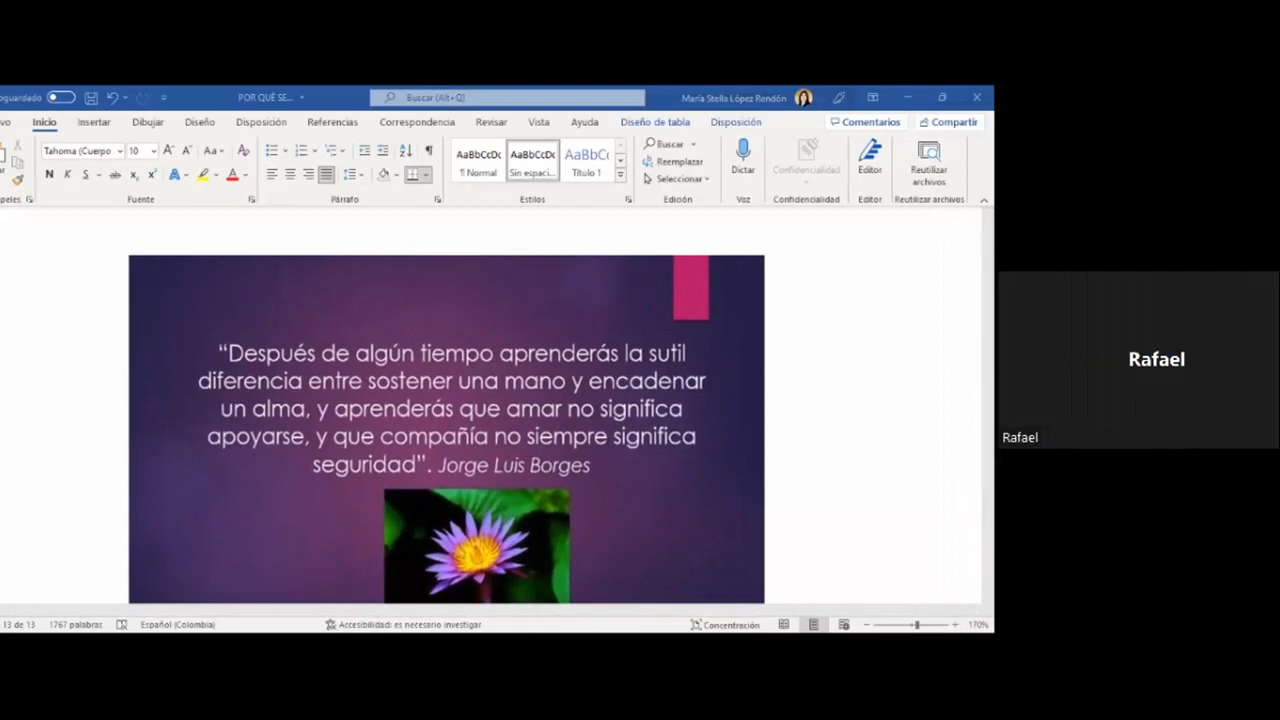 oguardado
POR QUÉ SE...
Buscar (Alt+Q)
María Stella López Rendón
vo Inicio Insertar Dibujar Diseño Disposición Referencias Correspondencia Revisar Vista Ayuda Diseño de tabla Disposición Comentarios Compartir
Tahoma (Cuerpo 10
N K S ab x, x²
AaBbCcDc AaBbCcDc AaBbCc
¶ Normal Sin espaci... Título 1
Buscar
Reemplazar
Seleccionar
Dictar
Confidencialidad
Editor
Reutilizar
archivos
peles Fuente Párrafo Estilos Edición Voz Confidencialidad Editor Reutilizar archivos
“Después de algún tiempo aprenderás la sutil
diferencia entre sostener una mano y encadenar
un alma, y aprenderás que amar no significa
apoyarse, y que compañía no siempre significa
seguridad”. Jorge Luis Borges
Rafael
Rafael
13 de 13 1767 palabras Español (Colombia) Accesibilidad: es necesario investigar Concentración 170%